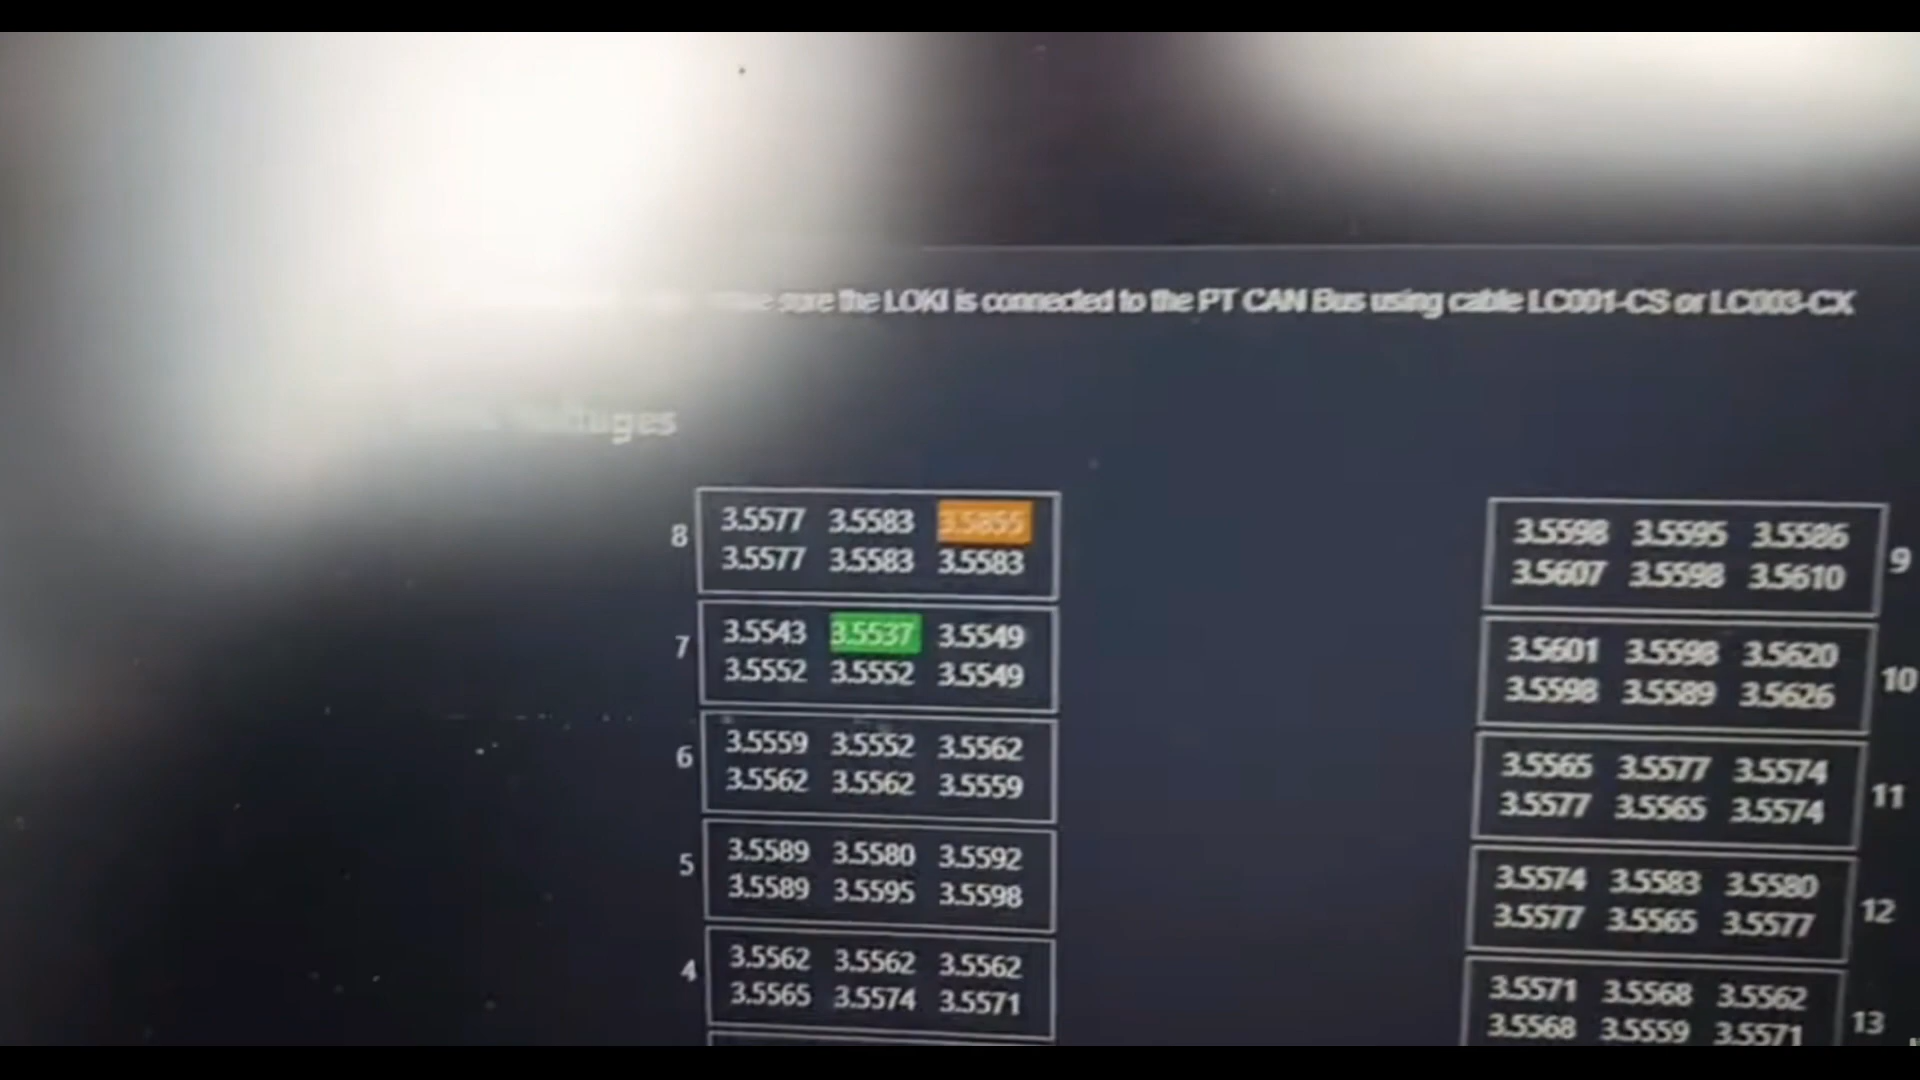 sure the LOKI is connected to the PT CAN Bus using cable LC001-CS or LC003-CX
8
3.5577 3.5583 3.5855
3.5577 3.5583 3.5583
7
3.5543 3.5537 3.5549
3.5552 3.5552 3.5549
6
3.5559 3.5552 3.5562
3.5562 3.5562 3.5559
5
3.5589 3.5580 3.5592
3.5589 3.5595 3.5598
4
3.5562 3.5562 3.5562
3.5565 3.5574 3.5571
3.5598 3.5595 3.5586
3.5607 3.5598 3.5610
9
3.5601 3.5598 3.5620
3.5598 3.5589 3.5626
10
3.5565 3.5577 3.5574
3.5577 3.5565 3.5574
11
3.5574 3.5583 3.5580
3.5577 3.5565 3.5577
12
3.5571 3.5568 3.5562
3.5568 3.5559 3.5571
13